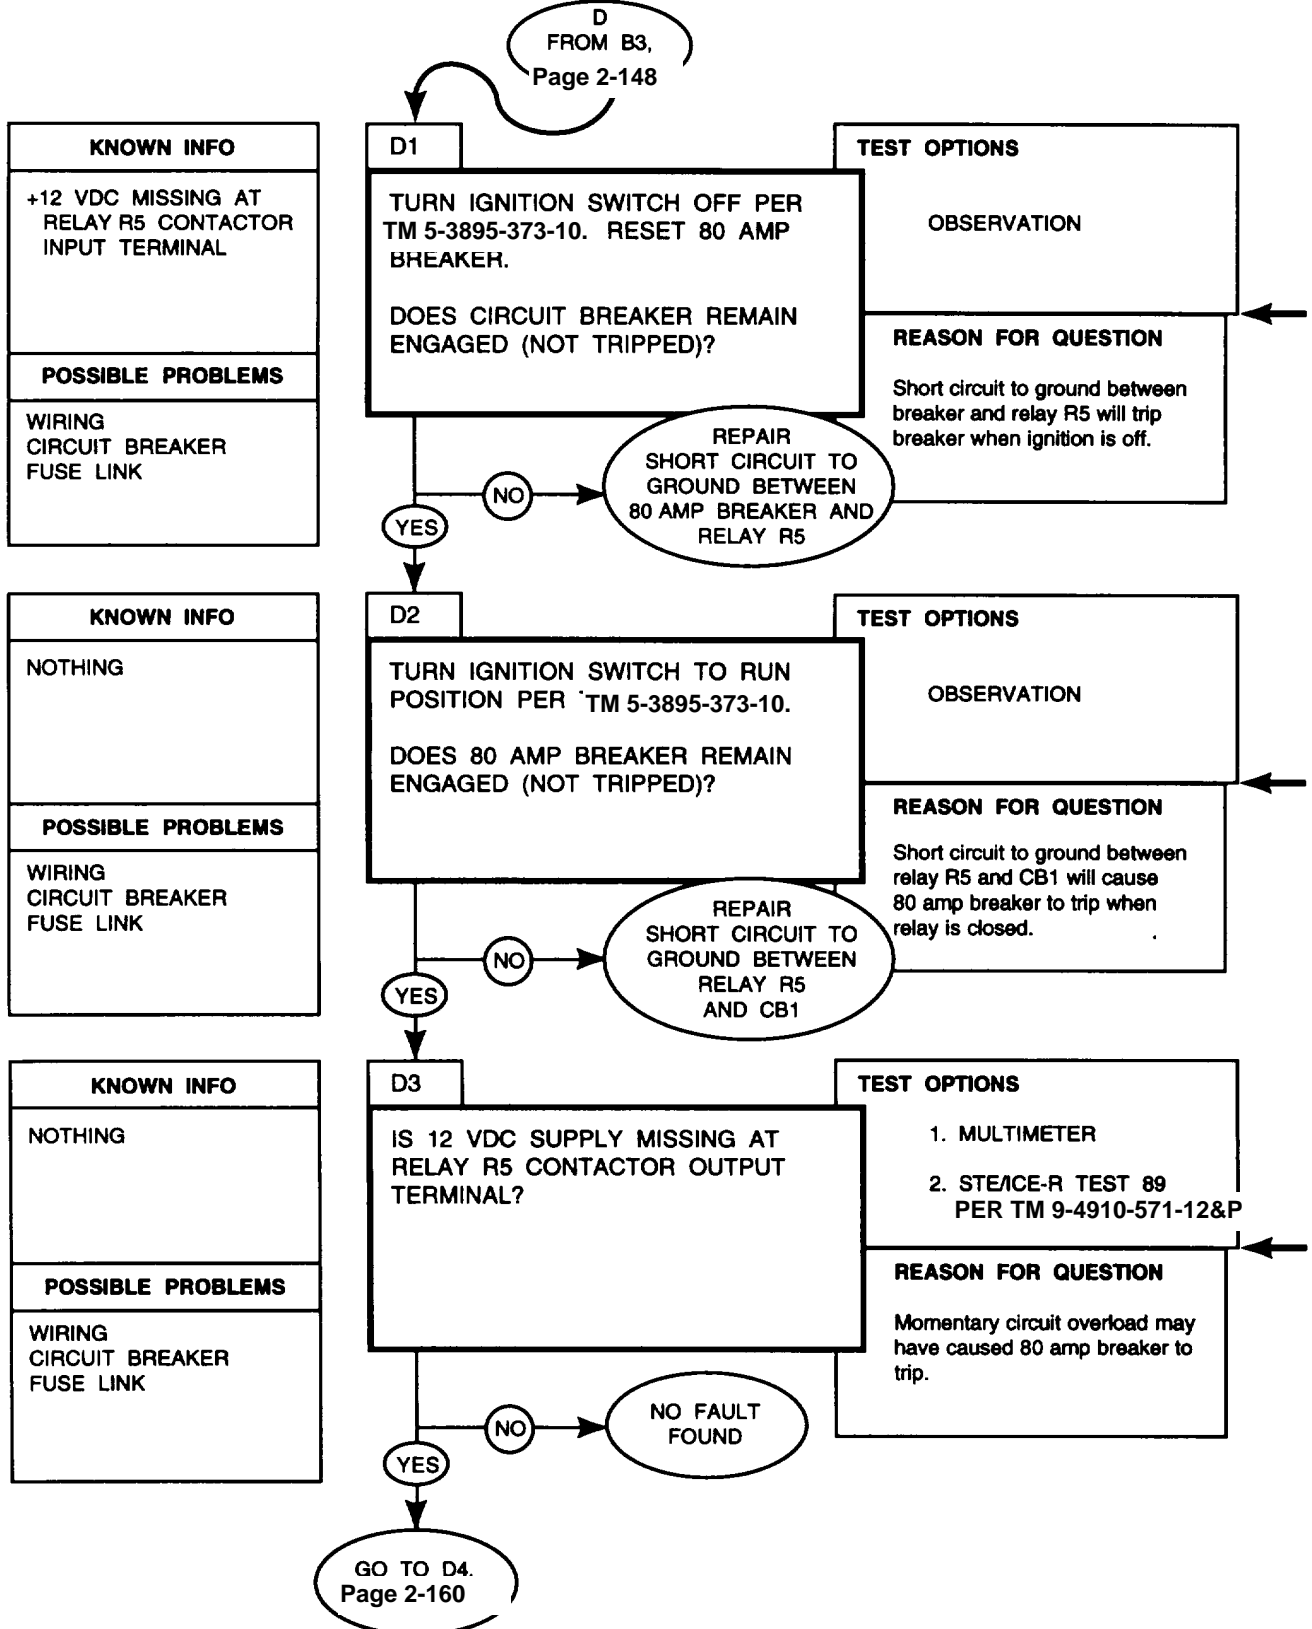 D
FROM B3,
Page 2-148
KNOWN INFO
+12 VDC MISSING AT
RELAY R5 CONTACTOR
INPUT TERMINAL
POSSIBLE PROBLEMS
WIRING
CIRCUIT BREAKER
FUSE LINK
D1
TURN IGNITION SWITCH OFF PER
TM 5-3895-373-10. RESET 80 AMP
BREAKER.
DOES CIRCUIT BREAKER REMAIN
ENGAGED (NOT TRIPPED)?
TEST OPTIONS
OBSERVATION
REASON FOR QUESTION
Short circuit to ground between
breaker and relay R5 will trip
breaker when ignition is off.
NO
REPAIR
SHORT CIRCUIT TO
GROUND BETWEEN
80 AMP BREAKER AND
RELAY R5
YES
KNOWN INFO
NOTHING
POSSIBLE PROBLEMS
WIRING
CIRCUIT BREAKER
FUSE LINK
D2
TURN IGNITION SWITCH TO RUN
POSITION PER TM 5-3895-373-10.
DOES 80 AMP BREAKER REMAIN
ENGAGED (NOT TRIPPED)?
TEST OPTIONS
OBSERVATION
REASON FOR QUESTION
Short circuit to ground between
relay R5 and CB1 will cause
80 amp breaker to trip when
relay is closed.
NO
REPAIR
SHORT CIRCUIT TO
GROUND BETWEEN
RELAY R5
AND CB1
YES
KNOWN INFO
NOTHING
POSSIBLE PROBLEMS
WIRING
CIRCUIT BREAKER
FUSE LINK
D3
IS 12 VDC SUPPLY MISSING AT
RELAY R5 CONTACTOR OUTPUT
TERMINAL?
TEST OPTIONS
1. MULTIMETER
2. STE/ICE-R TEST 89
PER TM 9-4910-571-12&P
REASON FOR QUESTION
Momentary circuit overload may
have caused 80 amp breaker to
trip.
NO
NO FAULT
FOUND
YES
GO TO D4.
Page 2-160